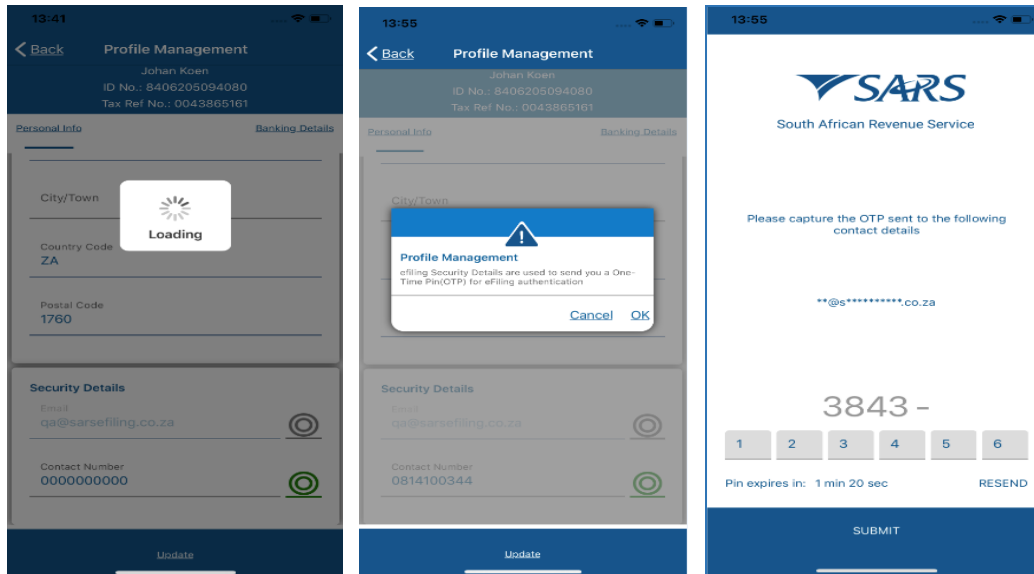 13:41
Back Profile Management
Johan Koen
ID No.: 8406205094080
Tax Ref No.: 0043865161
Personal Info Banking Details
City/Town
Loading
Country Code
ZA
Postal Code
1760
Security Details
Email
qa@sarsefiling.co.za
Contact Number
0000000000
Update
13:55
Back Profile Management
Johan Koen
ID No.: 8406205094080
Tax Ref No.: 0043865161
Personal Info Banking Details
City/Town
Profile Management
efiling Security Details are used to send you a One-
Time Pin(OTP) for eFiling authentication
Cancel OK
Security Details
Email
qa@sarsefiling.co.za
Contact Number
0814100344
Update
13:55
SARS
South African Revenue Service
Please capture the OTP sent to the following
contact details
**@s**********.co.za
3843 -
1 2 3 4 5 6
Pin expires in: 1 min 20 sec RESEND
SUBMIT